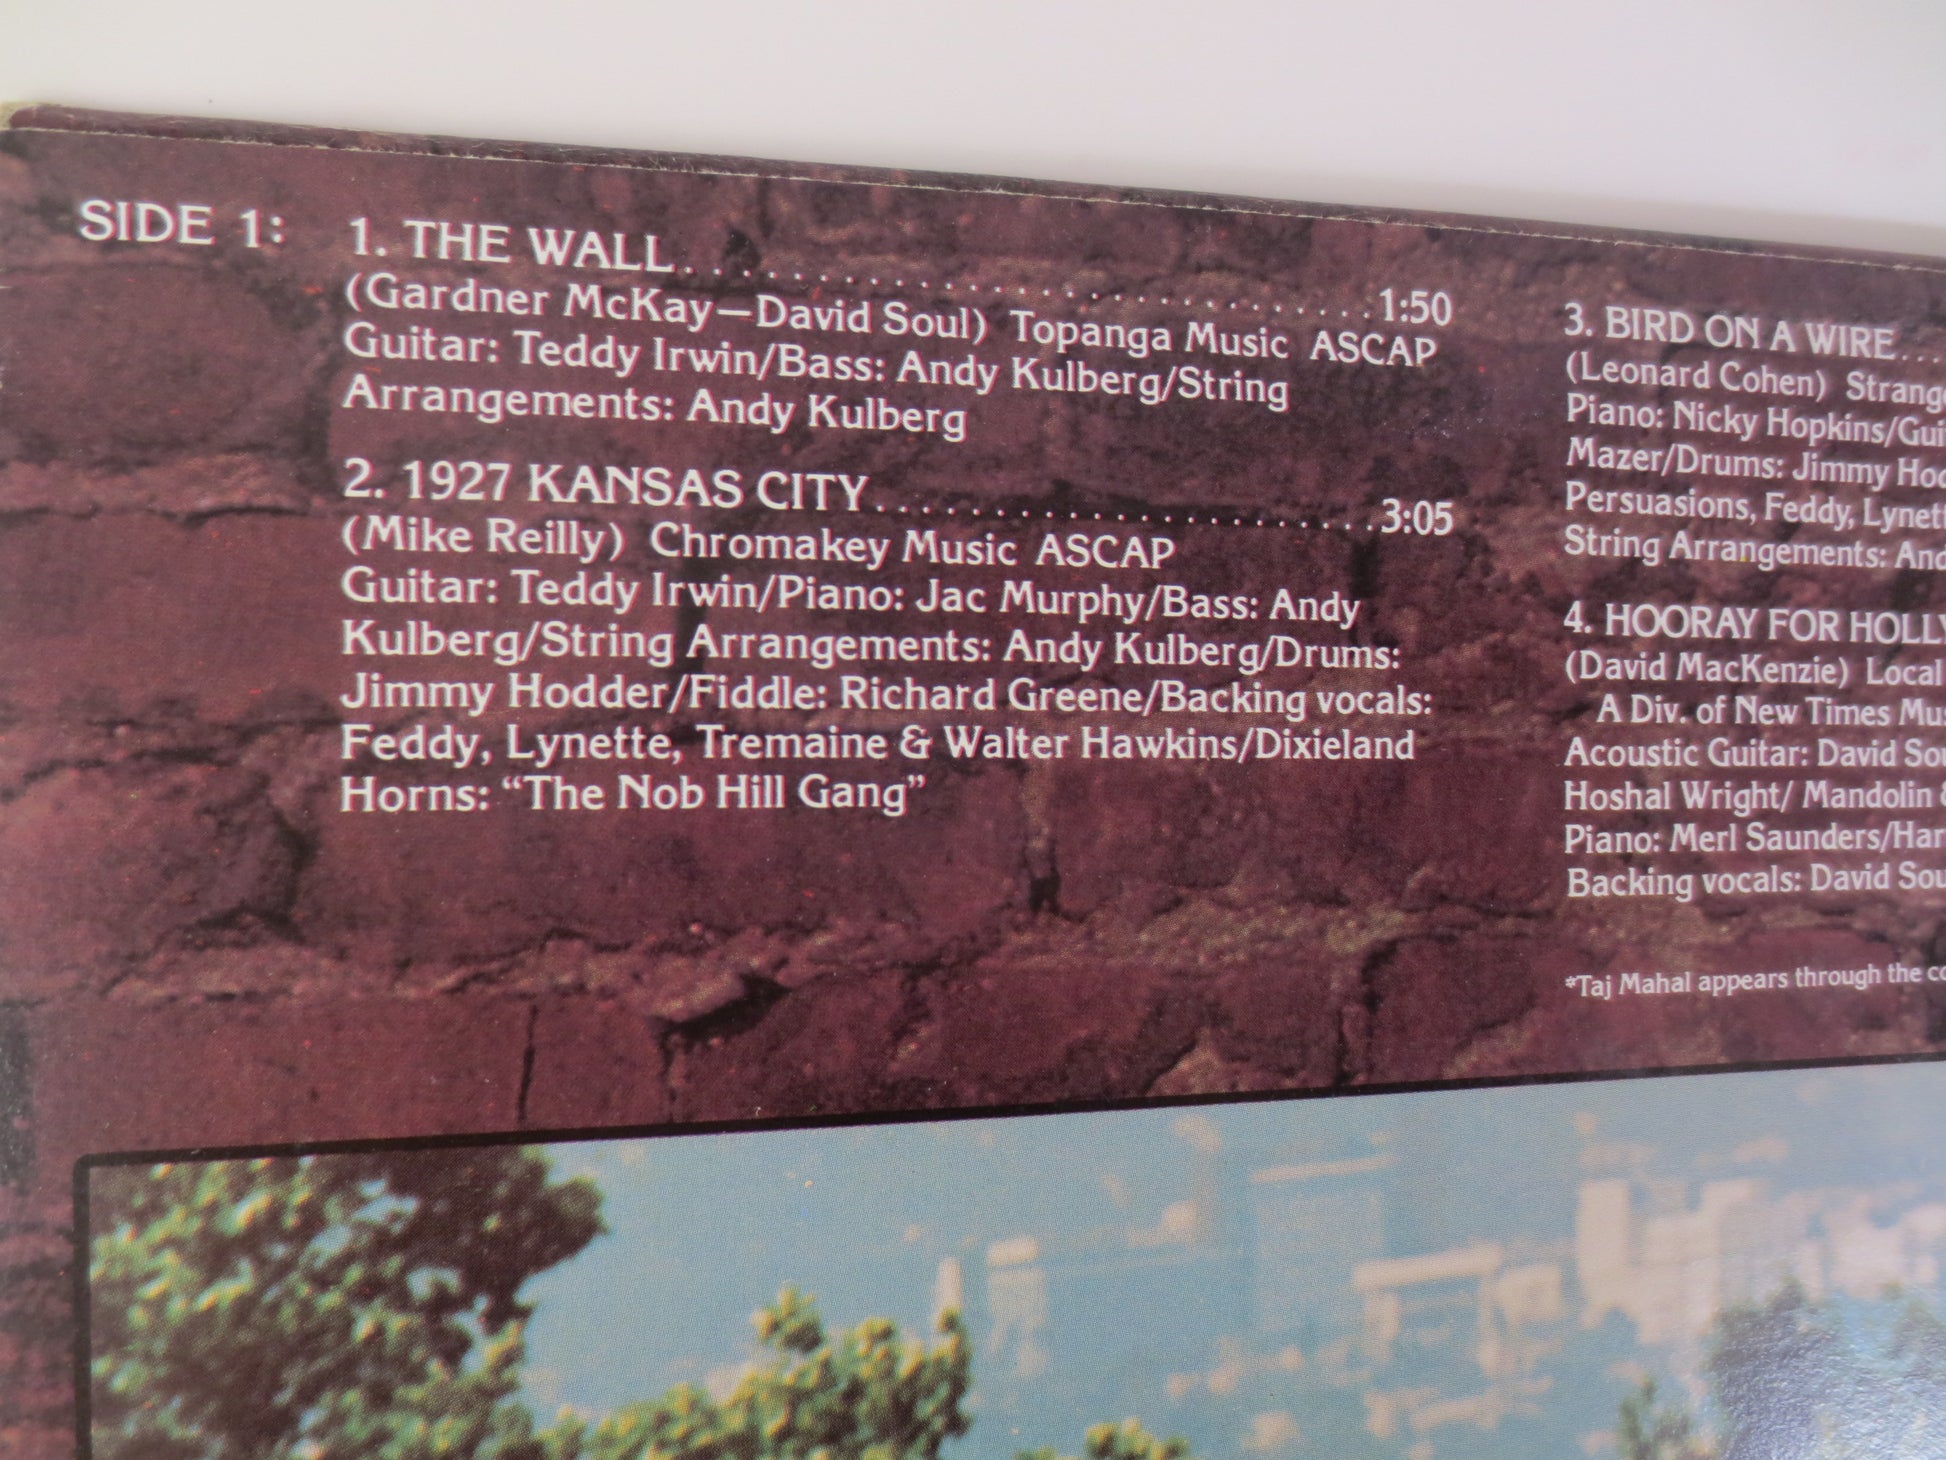 SIDE 1:
1. THE WALL........................1:50
(Gardner McKay—David Soul) Topanga Music ASCAP
Guitar: Teddy Irwin/Bass: Andy Kulberg/String
Arrangements: Andy Kulberg
2. 1927 KANSAS CITY......................3:05
(Mike Reilly) Chromakey Music ASCAP
Guitar: Teddy Irwin/Piano: Jac Murphy/Bass: Andy
Kulberg/String Arrangements: Andy Kulberg/Drums:
Jimmy Hodder/Fiddle: Richard Greene/Backing vocals:
Feddy, Lynette, Tremaine & Walter Hawkins/Dixieland
Horns: “The Nob Hill Gang”
3. BIRD ON A WIRE...
(Leonard Cohen)
Piano: Nicky Hopkins/
Mazer/Drums: Jimmy
Persuasions, Feddy,
String Arrangements:
4. HOORAY FOR
(David MacKenzie) Local
A Div. of New Times
Acoustic Guitar: David
Hoshal Wright/ Mandolin
Piano: Merl Saunders/
Backing vocals: David
*Taj Mahal appears through the